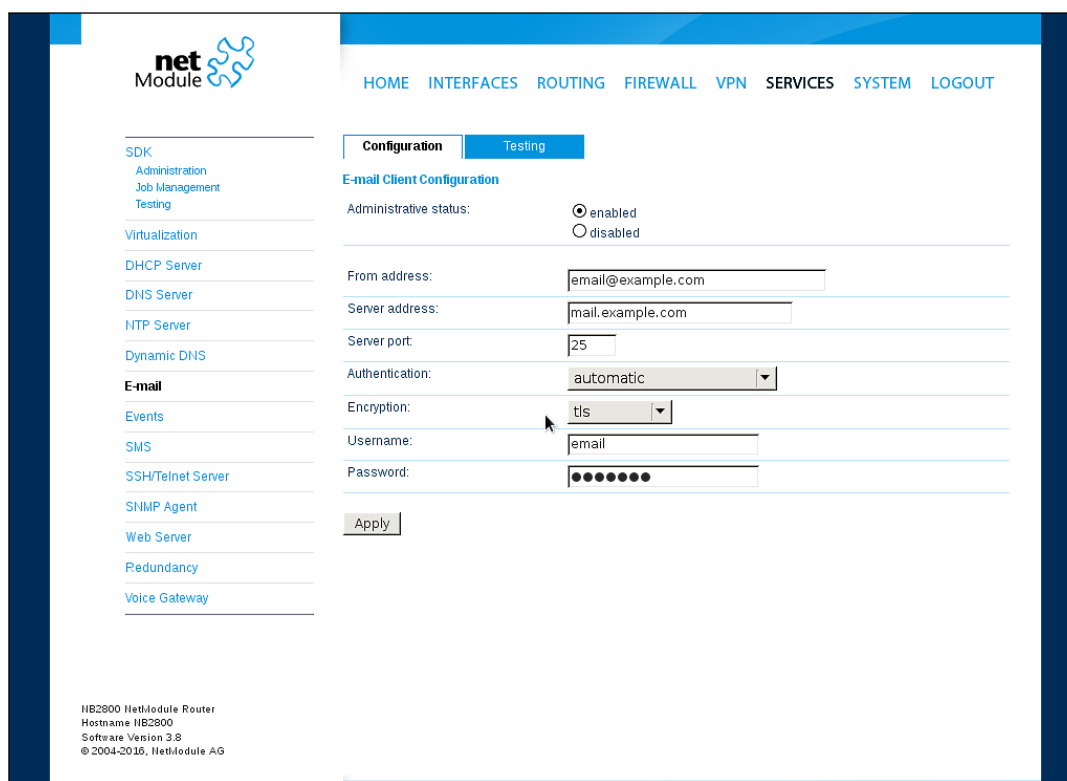 net
Module
HOME INTERFACES ROUTING FIREWALL VPN SERVICES SYSTEM LOGOUT
SDK
Administration
Job Management
Testing
Virtualization
DHCP Server
DNS Server
NTP Server
Dynamic DNS
E-mail
Events
SMS
SSH/Telnet Server
SNMP Agent
Web Server
Redundancy
Voice Gateway
Configuration Testing
E-mail Client Configuration
Administrative status: enabled
disabled
From address: email@example.com
Server address: mail.example.com
Server port: 25
Authentication: automatic
Encryption: tls
Username: email
Password: ●●●●●●●
Apply
NB2800 NetModule Router
Hostname NB2800
Software Version 3.8
© 2004-2016, NetModule AG